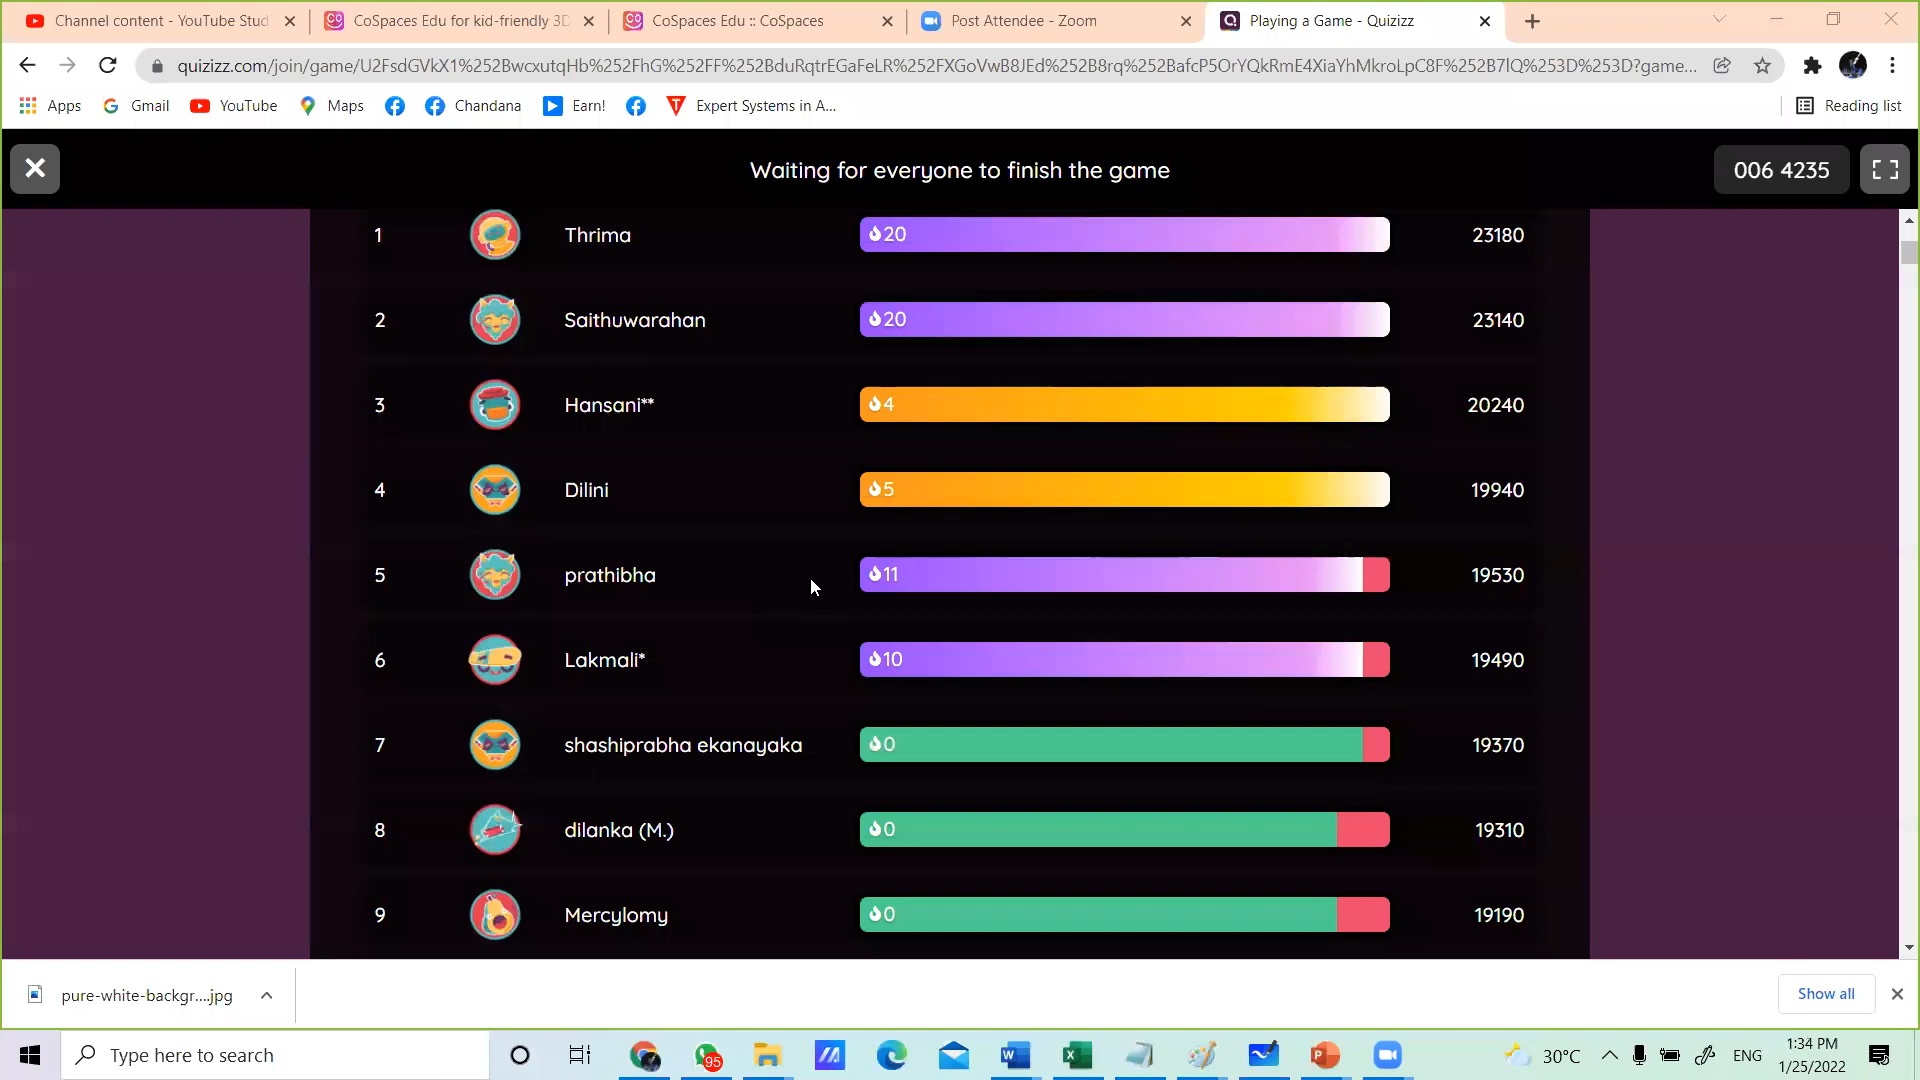 Channel content - YouTube Stud
CoSpaces Edu for kid-friendly 3D
CoSpaces Edu :: CoSpaces
Post Attendee - Zoom
Playing a Game - Quizizz
quizizz.com/join/game/U2FsdGVkX1%252BwcxutqHb%252FhG%252FF%252BduRqtrEGaFeLR%252FXGoVwB8JEd%252B8rq%252BafcP5OrYQkRmE4XiaYhMkroLpC8F%252B7lQ%253D%253D?game...
Apps Gmail YouTube Maps Chandana Earn! Expert Systems in A... Reading list
Waiting for everyone to finish the game 006 4235
1 Thrima 20 23180
2 Saithuwarahan 20 23140
3 Hansani** 4 20240
4 Dilini 5 19940
5 prathibha 11 19530
6 Lakmali* 10 19490
7 shashiprabha ekanayaka 0 19370
8 dilanka (M.) 0 19310
9 Mercylomy 0 19190
pure-white-backgr....jpg Show all
Type here to search 95 30°C ENG 1:34 PM
1/25/2022